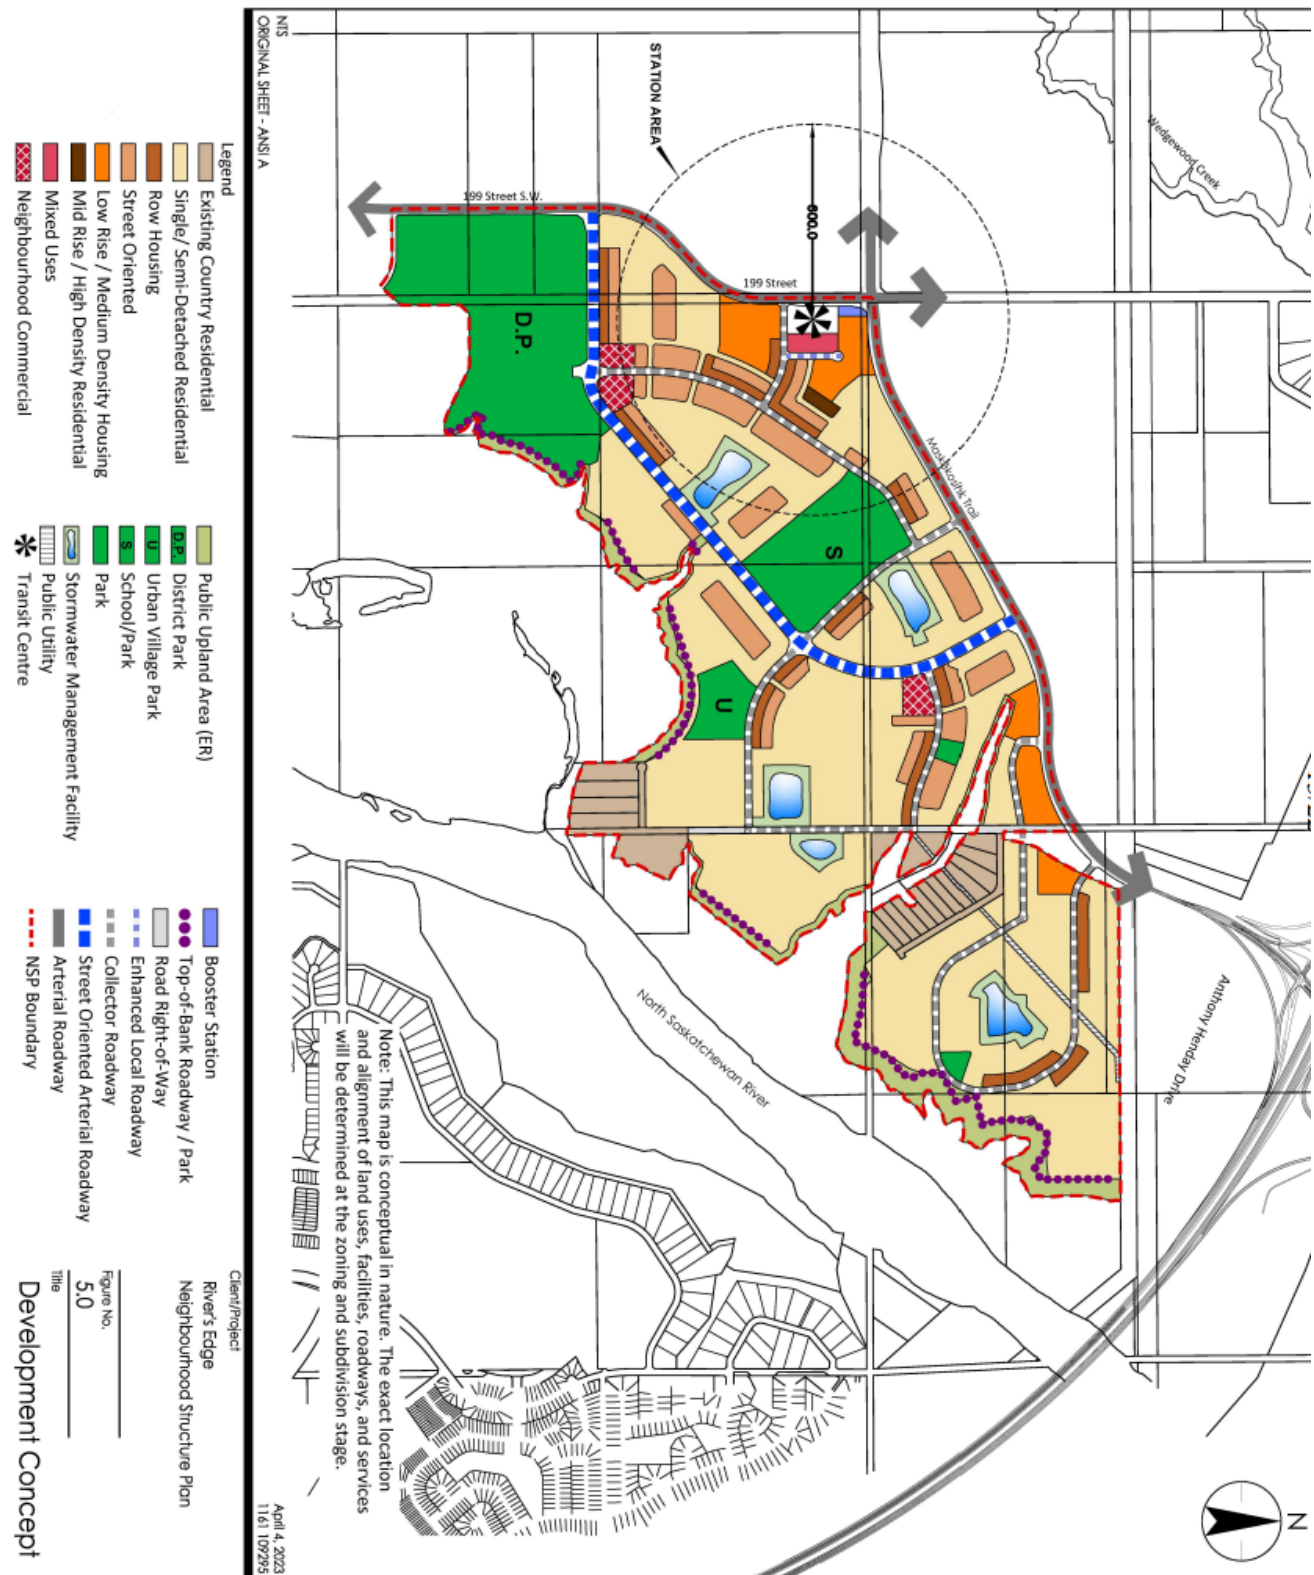 Wedgewood Creek
STATION AREA
600.0
199 Street S.W.
199 Street
Maskêkosihk Trail
D.P.
S
U
Anthony Henday Drive
North Saskatchewan River
N
Note: This map is conceptual in nature. The exact location
and alignment of land uses, facilities, roadways, and services
will be determined at the zoning and subdivision stage.
NTS
ORIGINAL SHEET - ANSI A
April 4, 2023
1161 109295
Legend
Existing Country Residential
Single/ Semi-Detached Residential
Row Housing
Street Oriented
Low Rise / Medium Density Housing
Mid Rise / High Density Residential
Mixed Uses
Neighbourhood Commercial
Public Upland Area (ER)
D.P.
District Park
U
Urban Village Park
S
School/Park
Park
Stormwater Management Facility
Public Utility
Transit Centre
Booster Station
Top-of-Bank Roadway / Park
Road Right-of-Way
Enhanced Local Roadway
Collector Roadway
Street Oriented Arterial Roadway
Arterial Roadway
NSP Boundary
Client/Project
River's Edge
Neighbourhood Structure Plan
Figure No.
5.0
Title
Development Concept